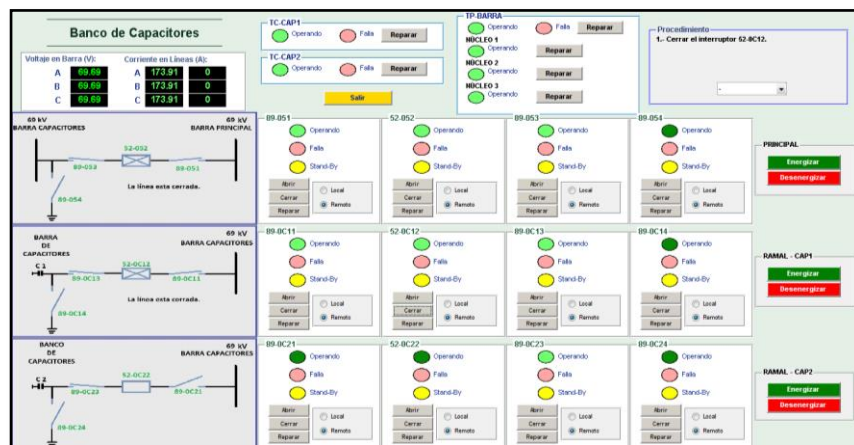 Banco de Capacitores
Voltaje en Barra (V):
Corriente en Líneas (A):
A 69.69 A 173.91 0
B 69.69 B 173.91 0
C 69.69 C 173.91 0
TC-CAP1
Operando Falla Reparar
TC-CAP2
Operando Falla Reparar
Salir
TP-BARRA
Operando Falla Reparar
NÚCLEO 1
Operando Reparar
NÚCLEO 2
Operando Reparar
NÚCLEO 3
Operando Reparar
Procedimiento
1.- Cerrar el interruptor 52-0C12.
-
69 kV
BARRA CAPACITORES
69 kV
BARRA PRINCIPAL
52-052
89-053
89-051
La línea esta cerrada.
89-054
89-051
Operando
Falla
Stand-By
Abrir
Cerrar
Reparar
Local
Remoto
52-052
Operando
Falla
Stand-By
Abrir
Cerrar
Reparar
Local
Remoto
89-053
Operando
Falla
Stand-By
Abrir
Cerrar
Reparar
Local
Remoto
89-054
Operando
Falla
Stand-By
Abrir
Cerrar
Reparar
Local
Remoto
PRINCIPAL
Energizar
Desenergizar
BARRA
DE
CAPACITORES
69 kV
BARRA CAPACITORES
C 1
52-0C12
89-0C13
89-0C11
La línea esta cerrada.
89-0C14
89-0C11
Operando
Falla
Stand-By
Abrir
Cerrar
Reparar
Local
Remoto
52-0C12
Operando
Falla
Stand-By
Abrir
Cerrar
Reparar
Local
Remoto
89-0C13
Operando
Falla
Stand-By
Abrir
Cerrar
Reparar
Local
Remoto
89-0C14
Operando
Falla
Stand-By
Abrir
Cerrar
Reparar
Local
Remoto
RAMAL - CAP1
Energizar
Desenergizar
BANCO
DE
CAPACITORES
69 kV
BARRA CAPACITORES
C 2
52-0C22
89-0C23
89-0C21
89-0C24
89-0C21
Operando
Falla
Stand-By
Abrir
Cerrar
Reparar
Local
Remoto
52-0C22
Operando
Falla
Stand-By
Abrir
Cerrar
Reparar
Local
Remoto
89-0C23
Operando
Falla
Stand-By
Abrir
Cerrar
Reparar
Local
Remoto
89-0C24
Operando
Falla
Stand-By
Abrir
Cerrar
Reparar
Local
Remoto
RAMAL - CAP2
Energizar
Desenergizar